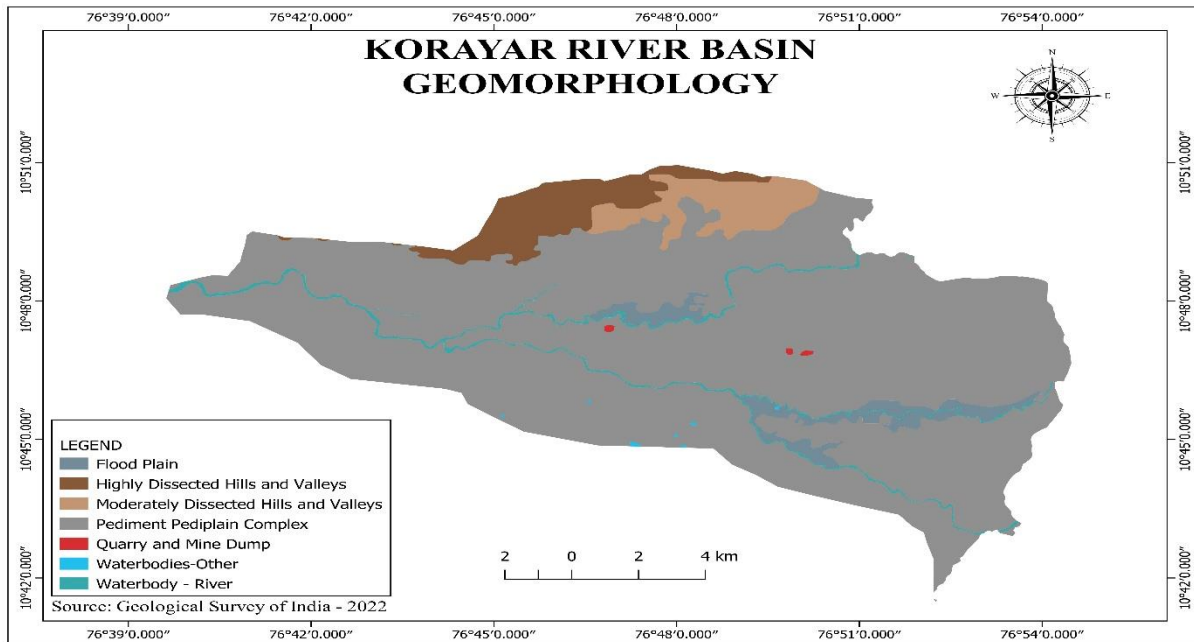 76°39'0.000" 76°42'0.000" 76°45'0.000" 76°48'0.000" 76°51'0.000" 76°54'0.000"
KORAYAR RIVER BASIN
GEOMORPHOLOGY
N
W E
S
10°51'0.000" 10°51'0.000"
10°48'0.000" 10°48'0.000"
10°45'0.000" 10°45'0.000"
10°42'0.000" 10°42'0.000"
LEGEND
Flood Plain
Highly Dissected Hills and Valleys
Moderately Dissected Hills and Valleys
Pediment Pediplain Complex
Quarry and Mine Dump
Waterbodies-Other
Waterbody - River
Source: Geological Survey of India - 2022
2 0 2 4 km
76°39'0.000" 76°42'0.000" 76°45'0.000" 76°48'0.000" 76°51'0.000" 76°54'0.000"